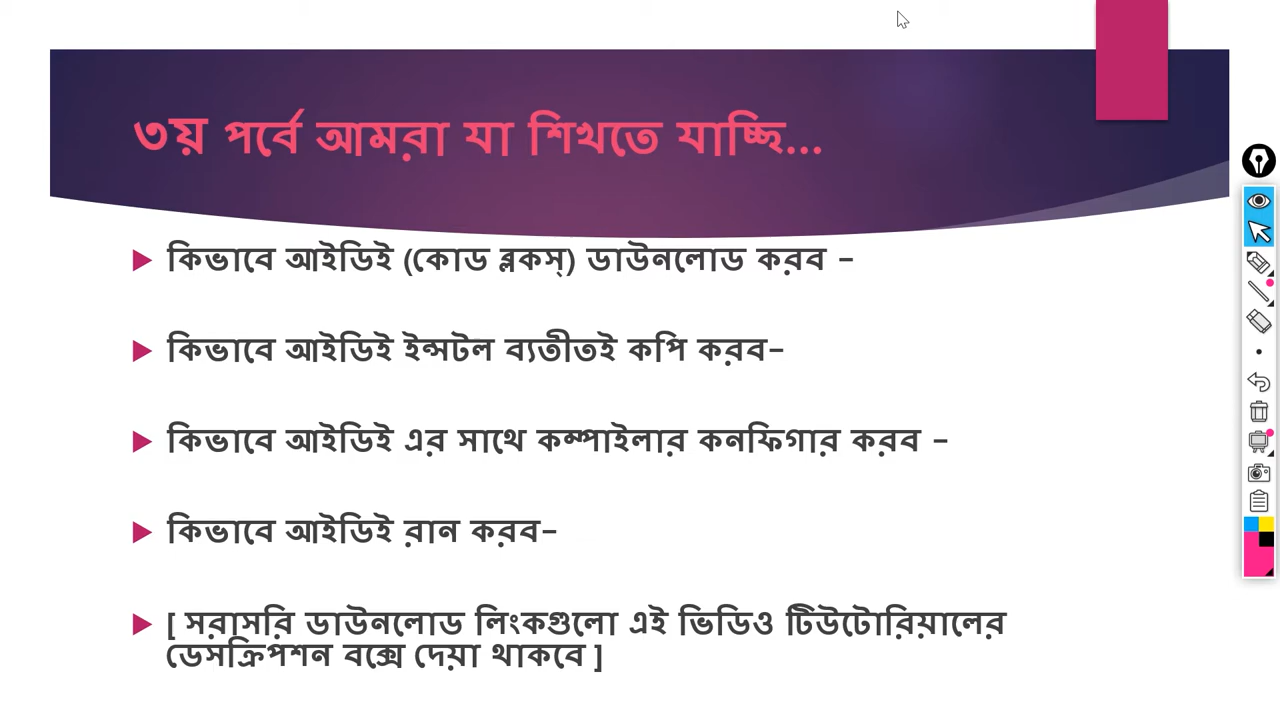 ৩য় পর্বে আমরা যা শিখতে যাচ্ছি...
কিভাবে আইডিই (কোড ব্লকস্) ডাউনলোড করব –
কিভাবে আইডিই ইন্সটল ব্যতীতই কপি করব–
কিভাবে আইডিই এর সাথে কম্পাইলার কনফিগার করব –
কিভাবে আইডিই রান করব–
[ সরাসরি ডাউনলোড লিংকগুলো এই ভিডিও টিউটোরিয়ালের
ডেসক্রিপশন বক্সে দেয়া থাকবে ]